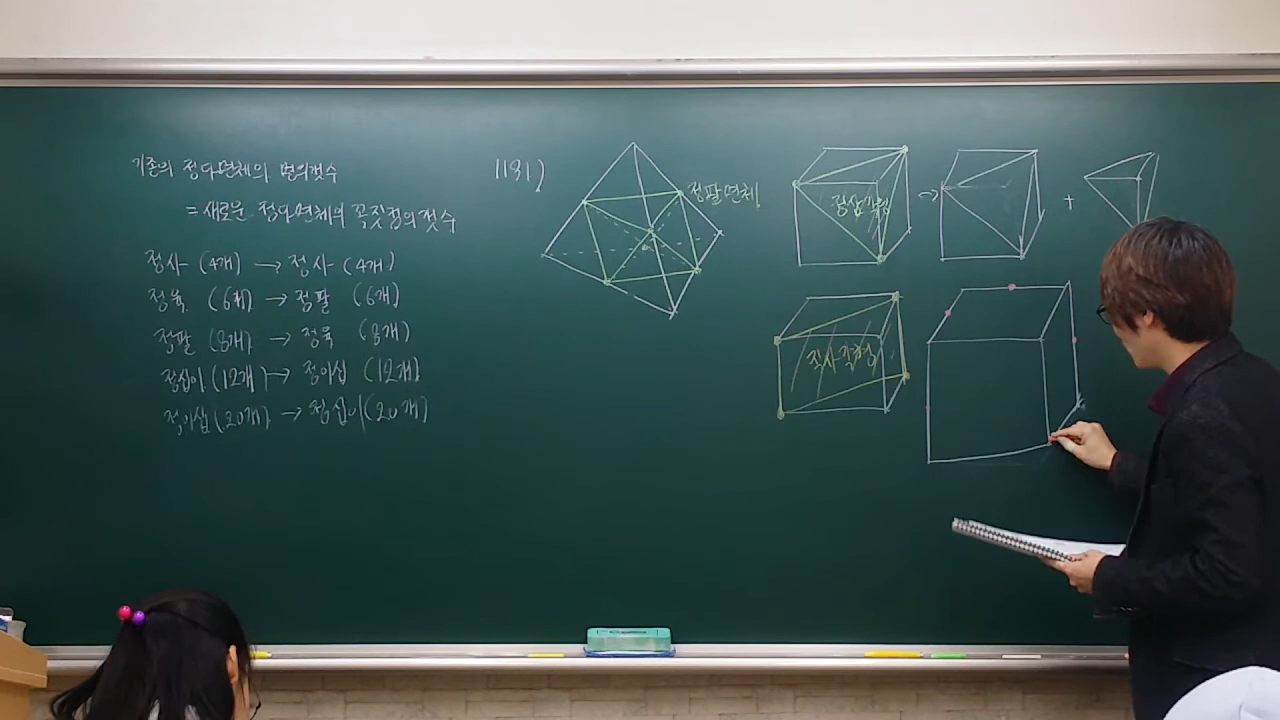 기존의 정다면체의 면의갯수
= 새로운 정다면체의 꼭짓점의갯수
정사 (4개) → 정사 (4개)
정육 (6개) → 정팔 (6개)
정팔 (8개) → 정육 (8개)
정십이 (12개) → 정이십 (12개)
정이십 (20개) → 정십이 (20개)
1181)
정팔면체
정삼각형
→
+
직사각형